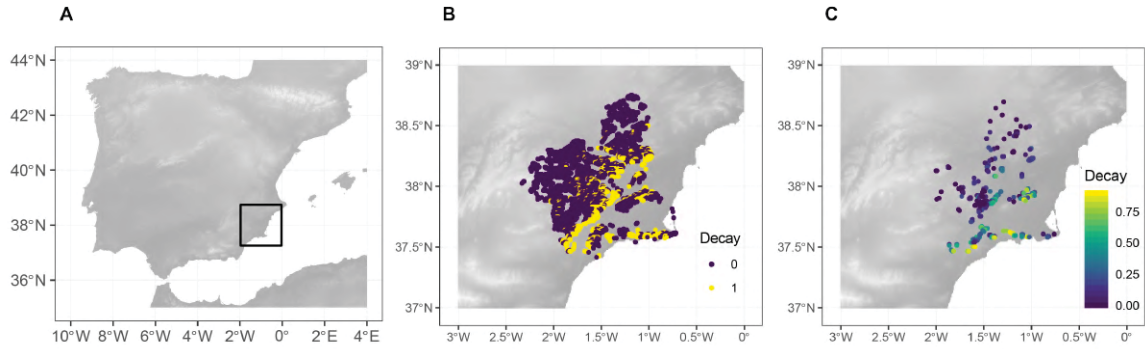 A
44°N
42°N
40°N
38°N
36°N
10°W 8°W 6°W 4°W 2°W 0° 2°E 4°E
B
39°N
38.5°N
38°N
37.5°N
37°N
3°W 2.5°W 2°W 1.5°W 1°W 0.5°W 0°
Decay
0
1
C
39°N
38.5°N
38°N
37.5°N
37°N
3°W 2.5°W 2°W 1.5°W 1°W 0.5°W 0°
Decay
0.75
0.50
0.25
0.00